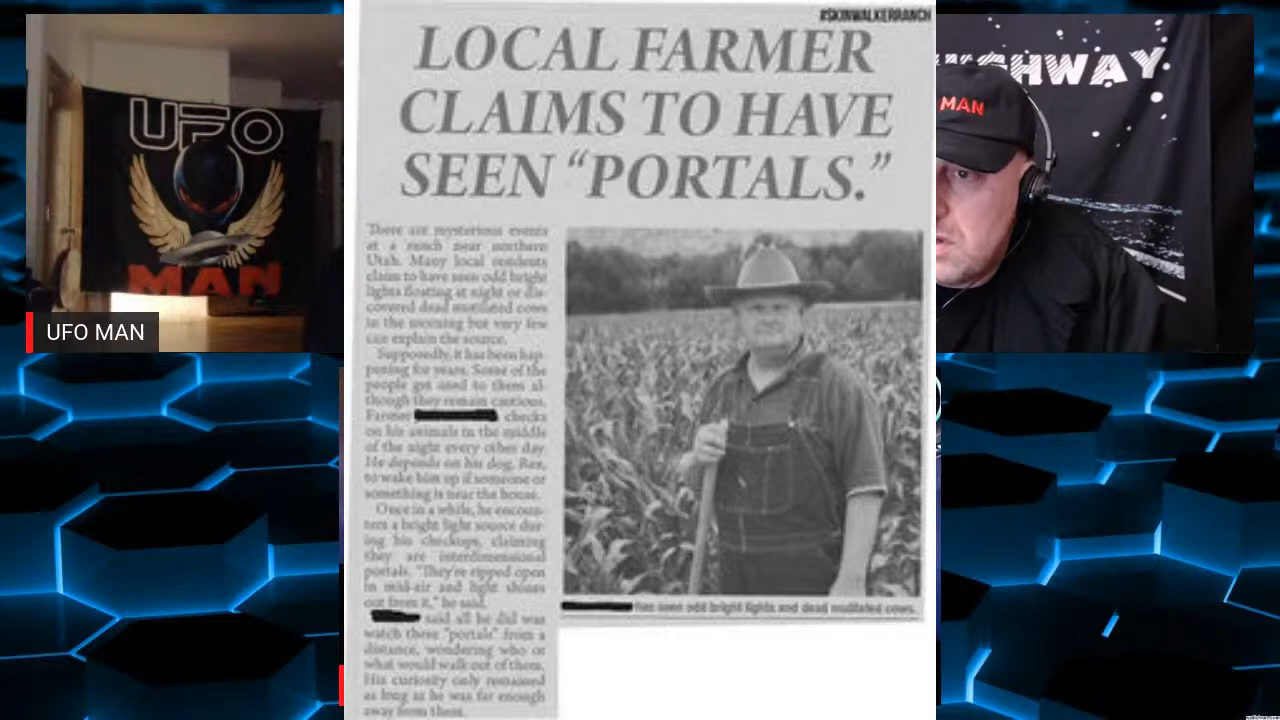 #SKINWALKERRANCH
LOCAL FARMER
CLAIMS TO HAVE
SEEN “PORTALS.”
There are mysterious events
at a ranch near northern
Utah. Many local residents
claim to have seen odd bright
lights floating at night or dis-
covered dead mutilated cows
in the morning but very few
can explain the source.
Supposedly, it has been hap-
pening for years. Some of the
people got used to them al-
though they remain cautious.
Farmer checks
on his animals in the middle
of the night every other day.
He depends on his dog, Rex,
to wake him up if someone or
something is near the house.
Once in a while, he encoun-
ters a bright light source dur-
ing his checkups, claiming
they are interdimensional
portals. "They're ripped open
in mid-air and light shines
out from it," he said.
said all he did was
watch these "portals" from a
distance, wondering who or
what would walk out of them.
His curiosity only remained
as long as he was far enough
away from them.
has seen odd bright lights and dead mutilated cows.
UFO
MAN
UFO MAN
HWAY
MAN